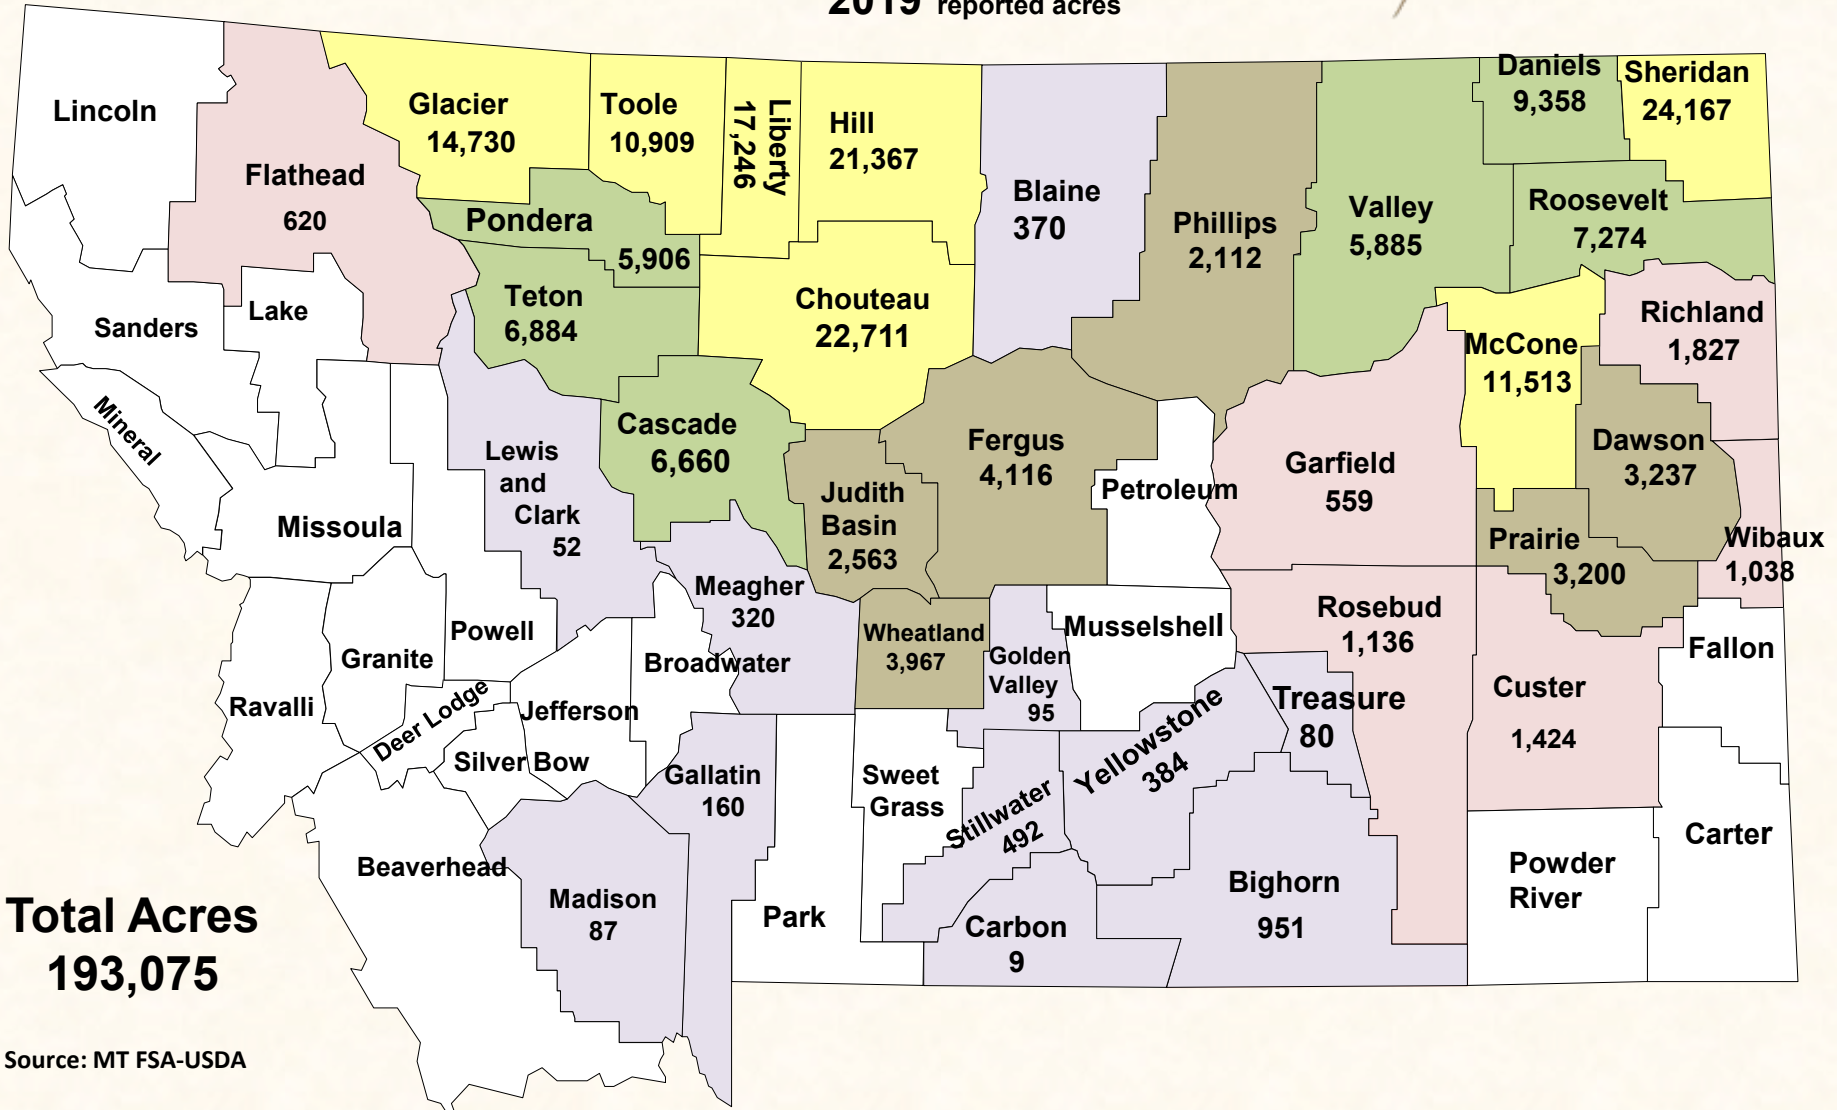 2019 reported acres
Lincoln
Flathead
620
Glacier
14,730
Toole
10,909
Liberty
17,246
Hill
21,367
Blaine
370
Phillips
2,112
Valley
5,885
Daniels
9,358
Sheridan
24,167
Roosevelt
7,274
Pondera
5,906
Teton
6,884
Chouteau
22,711
Sanders
Lake
McCone
11,513
Richland
1,827
Mineral
Lewis
and
Clark
52
Cascade
6,660
Judith
Basin
2,563
Fergus
4,116
Petroleum
Garfield
559
Dawson
3,237
Prairie
3,200
Wibaux
1,038
Missoula
Meagher
320
Powell
Granite
Broadwater
Wheatland
3,967
Golden
Valley
95
Musselshell
Rosebud
1,136
Treasure
80
Custer
1,424
Fallon
Ravalli
Deer Lodge
Jefferson
Silver Bow
Gallatin
160
Sweet
Grass
Stillwater
492
Yellowstone
384
Beaverhead
Madison
87
Park
Carbon
9
Bighorn
951
Powder
River
Carter
Total Acres
193,075
Source: MT FSA-USDA